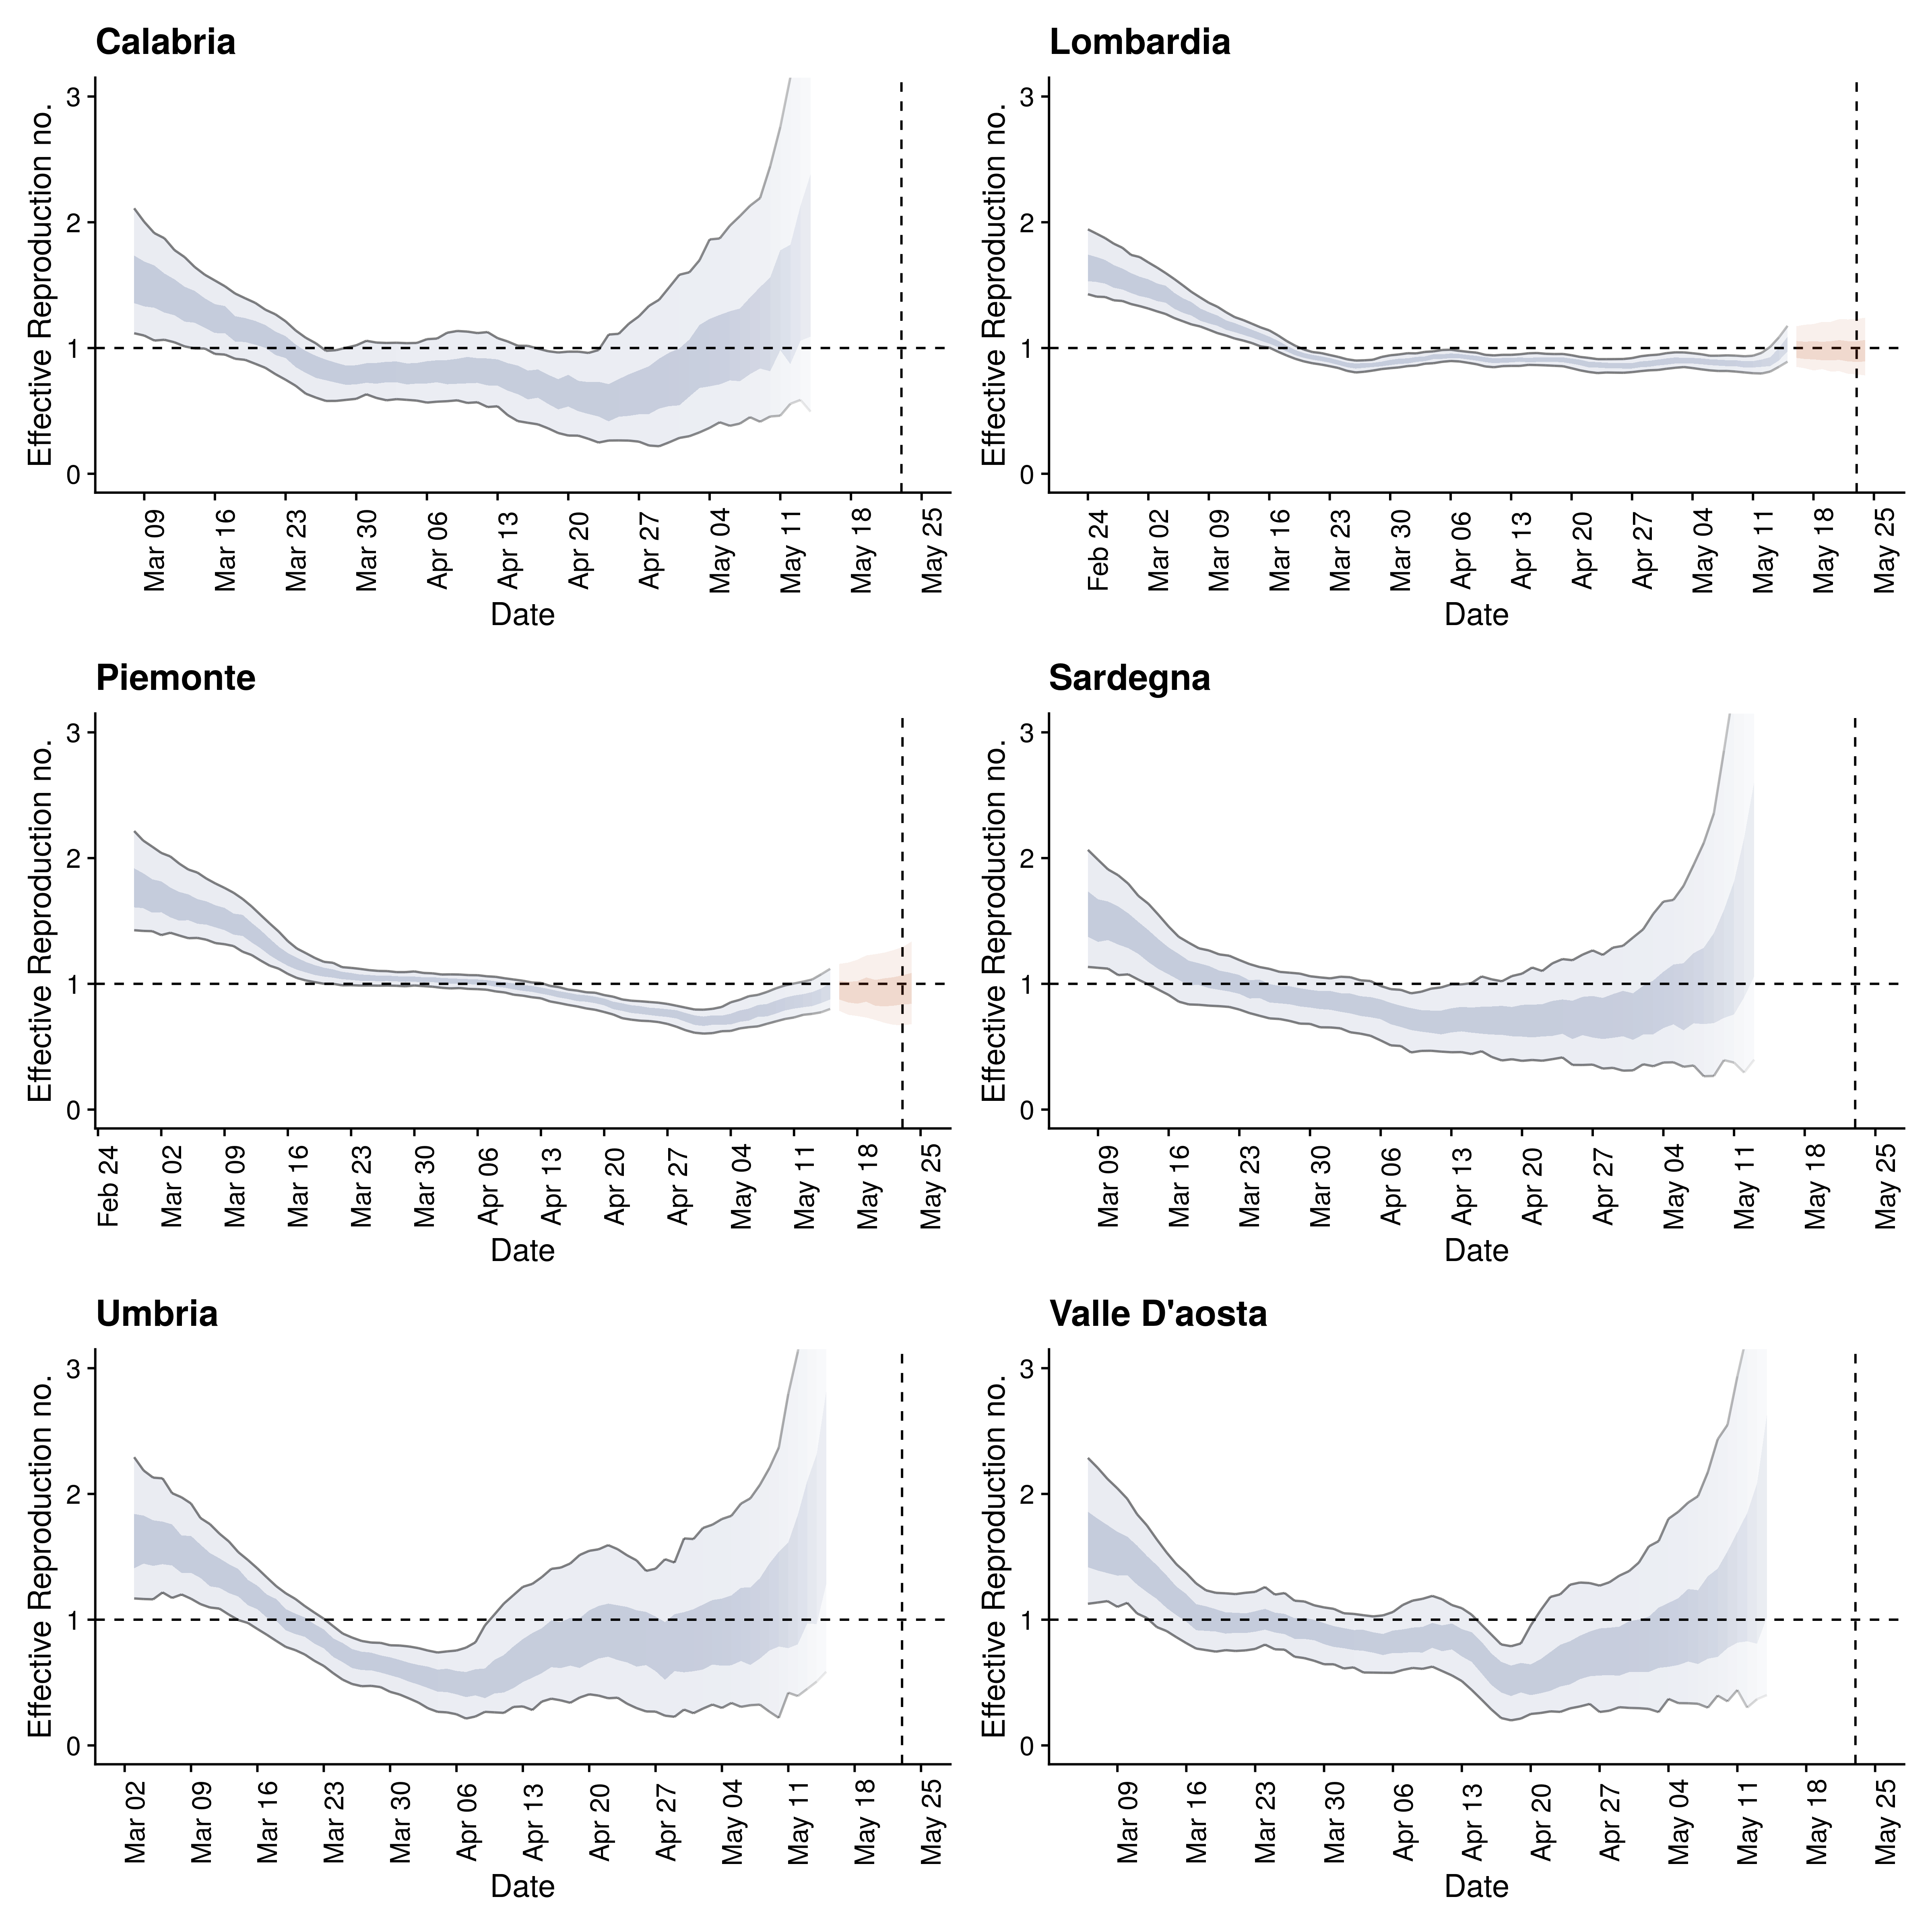 Calabria
Effective Reproduction no.
3
2
1
0
Mar 09
Mar 16
Mar 23
Mar 30
Apr 06
Apr 13
Apr 20
Apr 27
May 04
May 11
May 18
May 25
Date
Lombardia
Effective Reproduction no.
3
2
1
0
Feb 24
Mar 02
Mar 09
Mar 16
Mar 23
Mar 30
Apr 06
Apr 13
Apr 20
Apr 27
May 04
May 11
May 18
May 25
Date
Piemonte
Effective Reproduction no.
3
2
1
0
Feb 24
Mar 02
Mar 09
Mar 16
Mar 23
Mar 30
Apr 06
Apr 13
Apr 20
Apr 27
May 04
May 11
May 18
May 25
Date
Sardegna
Effective Reproduction no.
3
2
1
0
Mar 09
Mar 16
Mar 23
Mar 30
Apr 06
Apr 13
Apr 20
Apr 27
May 04
May 11
May 18
May 25
Date
Umbria
Effective Reproduction no.
3
2
1
0
Mar 02
Mar 09
Mar 16
Mar 23
Mar 30
Apr 06
Apr 13
Apr 20
Apr 27
May 04
May 11
May 18
May 25
Date
Valle D'aosta
Effective Reproduction no.
3
2
1
0
Mar 09
Mar 16
Mar 23
Mar 30
Apr 06
Apr 13
Apr 20
Apr 27
May 04
May 11
May 18
May 25
Date